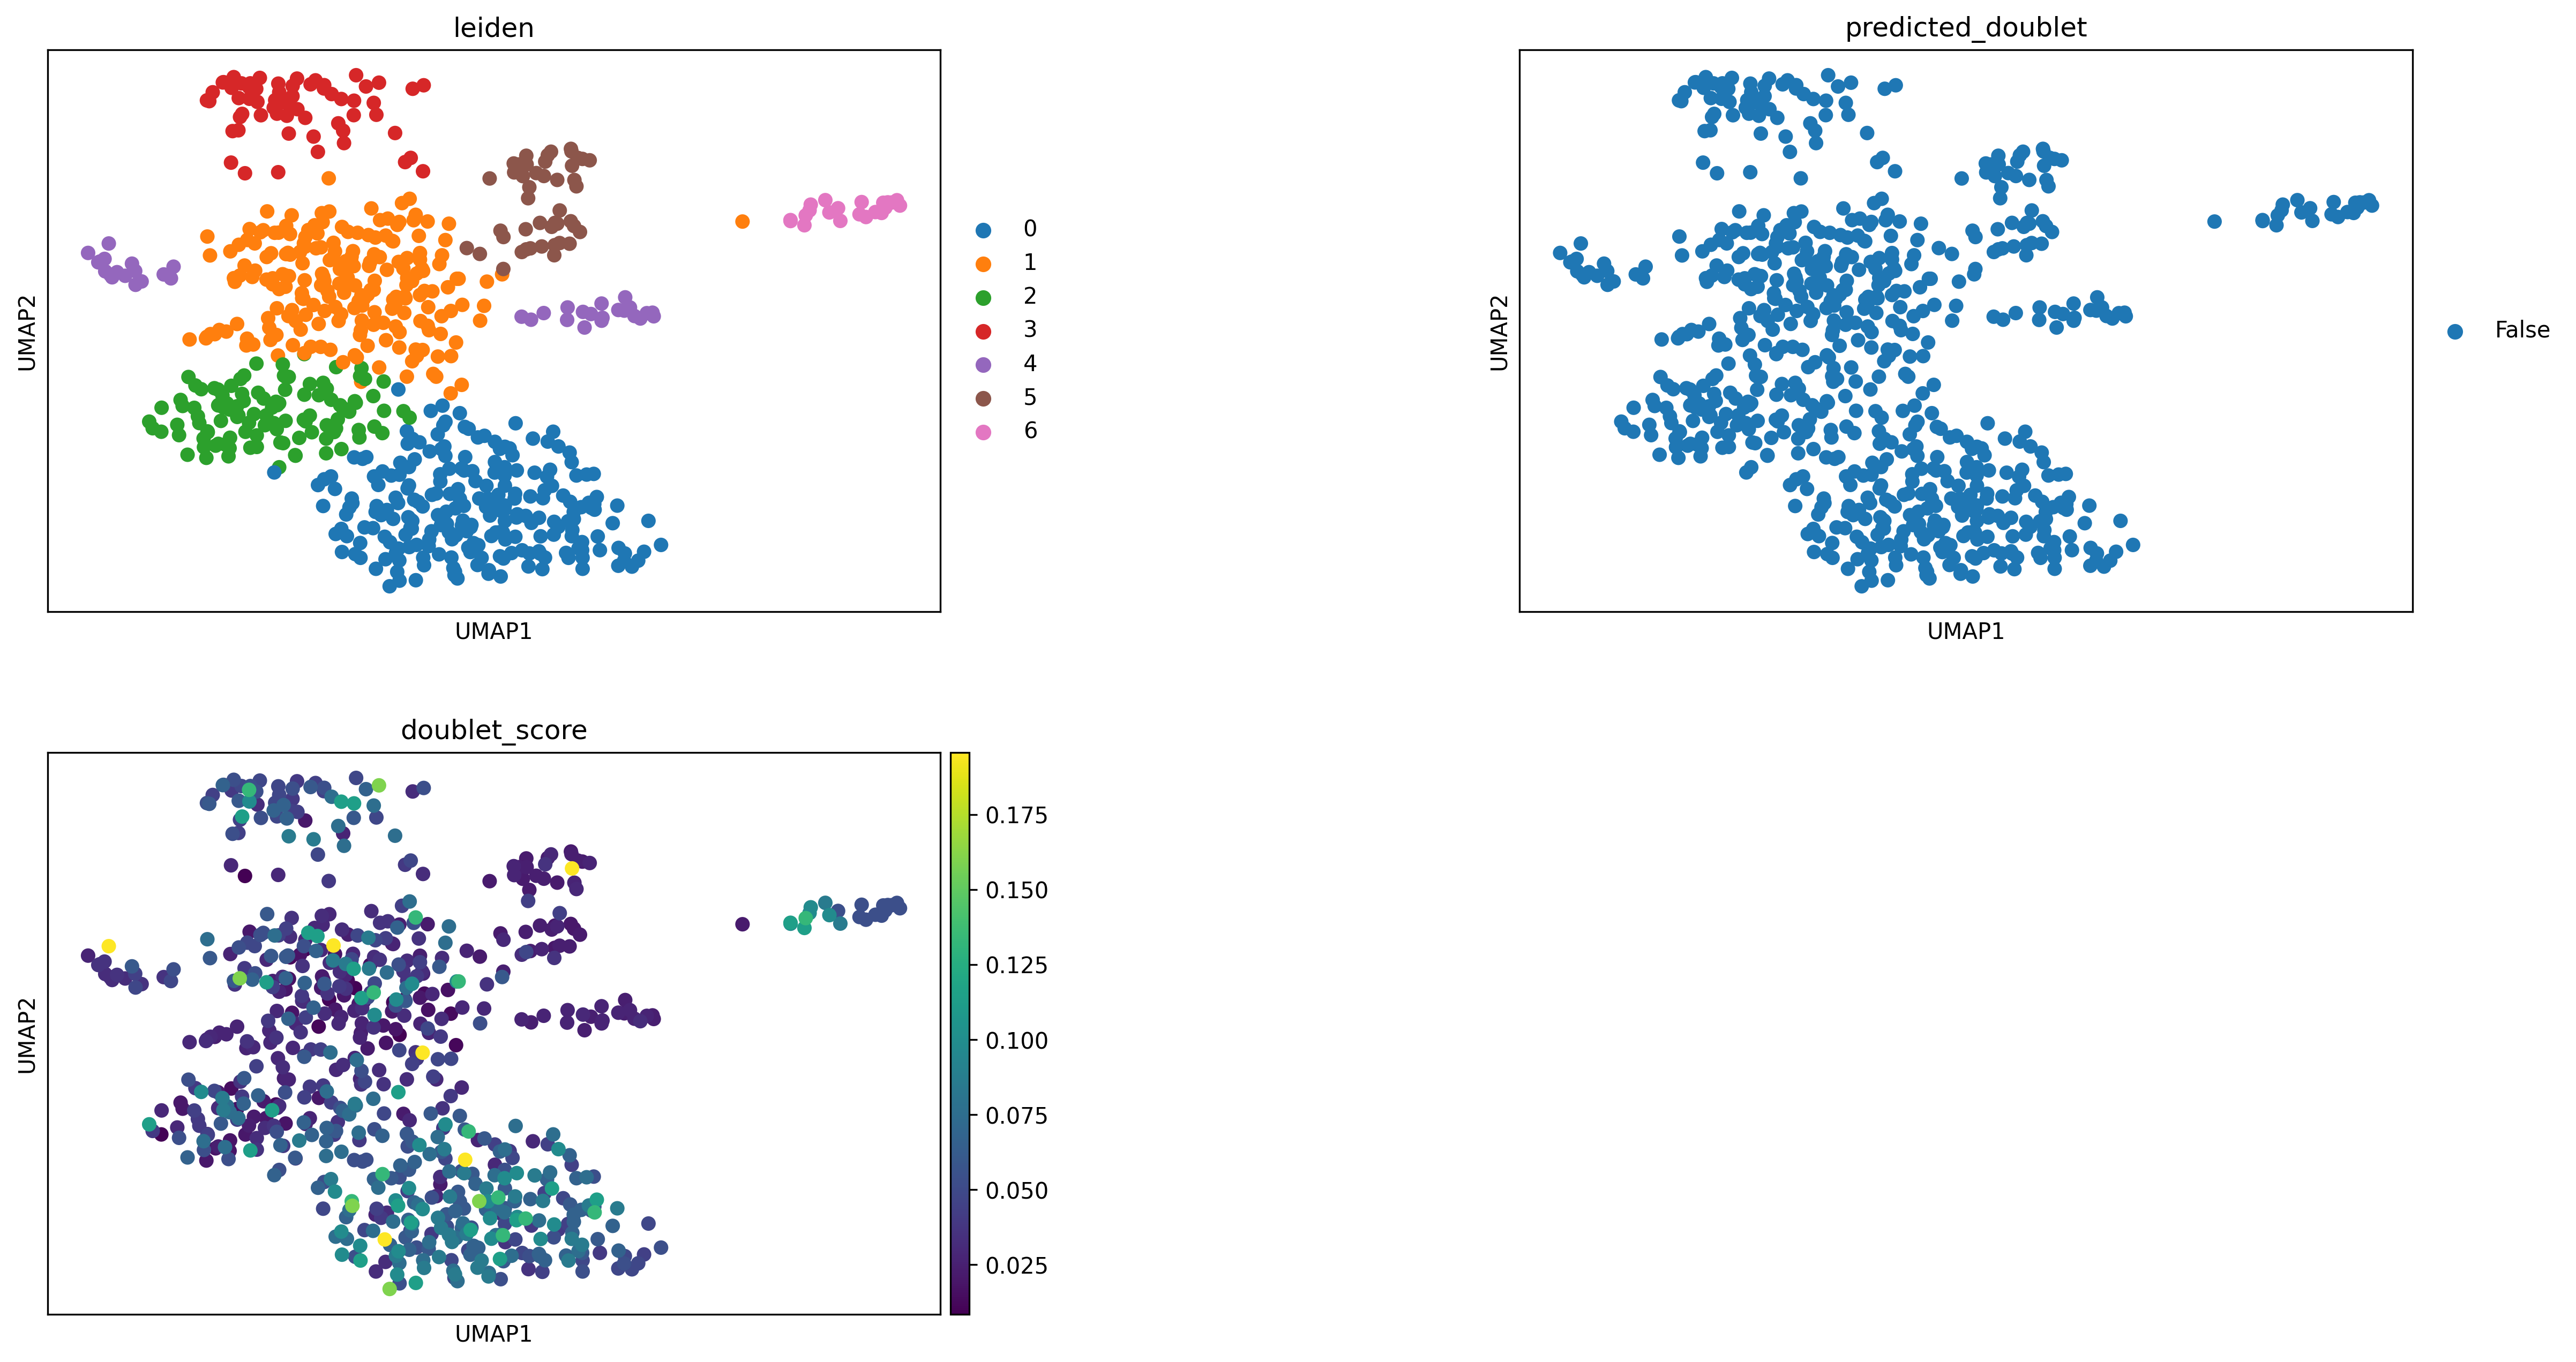 leiden
UMAP2
UMAP1
0
1
2
3
4
5
6
predicted_doublet
UMAP2
UMAP1
False
doublet_score
UMAP2
UMAP1
0.175
0.150
0.125
0.100
0.075
0.050
0.025